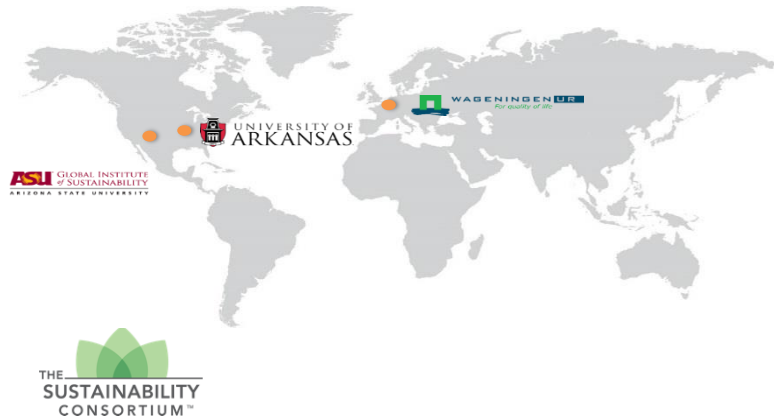 WAGENINGEN UR
For quality of life
UNIVERSITY OF
ARKANSAS
ASU GLOBAL INSTITUTE
of SUSTAINABILITY
ARIZONA STATE UNIVERSITY
THE
SUSTAINABILITY
CONSORTIUM™